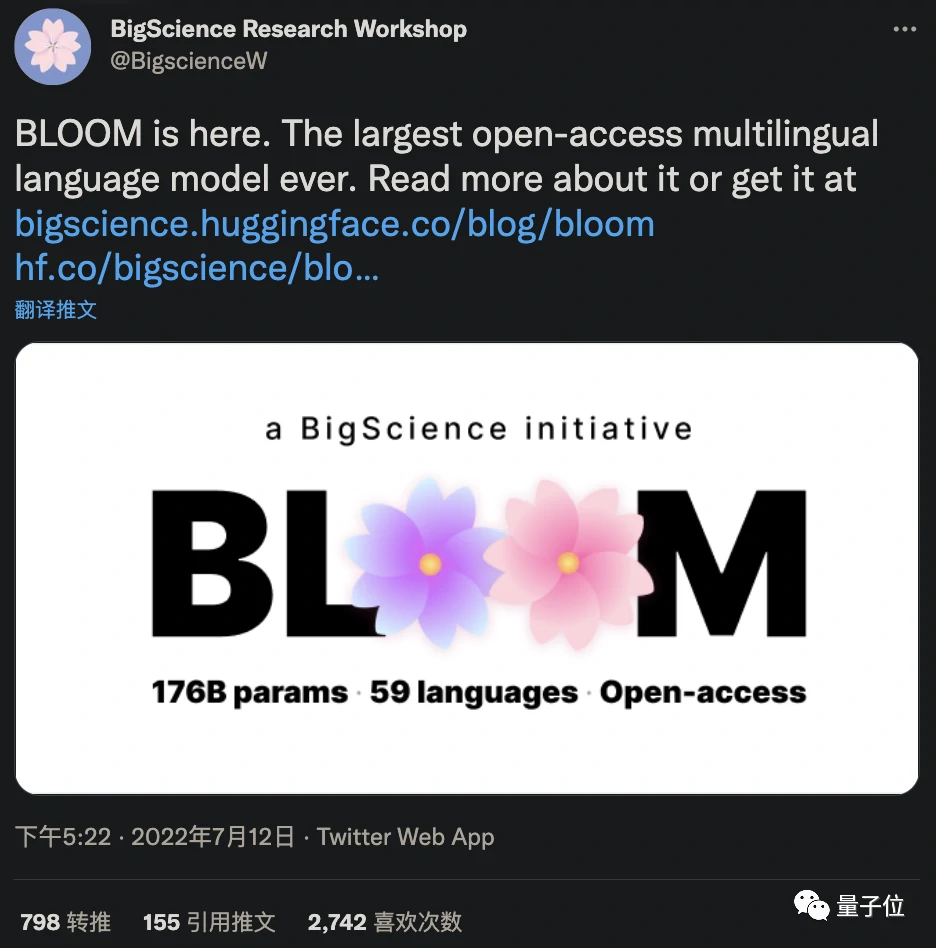 BigScience Research Workshop
@BigscienceW
BLOOM is here. The largest open-access multilingual
language model ever. Read more about it or get it at
bigscience.huggingface.co/blog/bloom
hf.co/bigscience/blo...
翻译推文
a BigScience initiative
BLOOM
176B params · 59 languages · Open-access
下午5:22 · 2022年7月12日 · Twitter Web App
798 转推 155 引用推文 2,742 喜欢次数
量子位